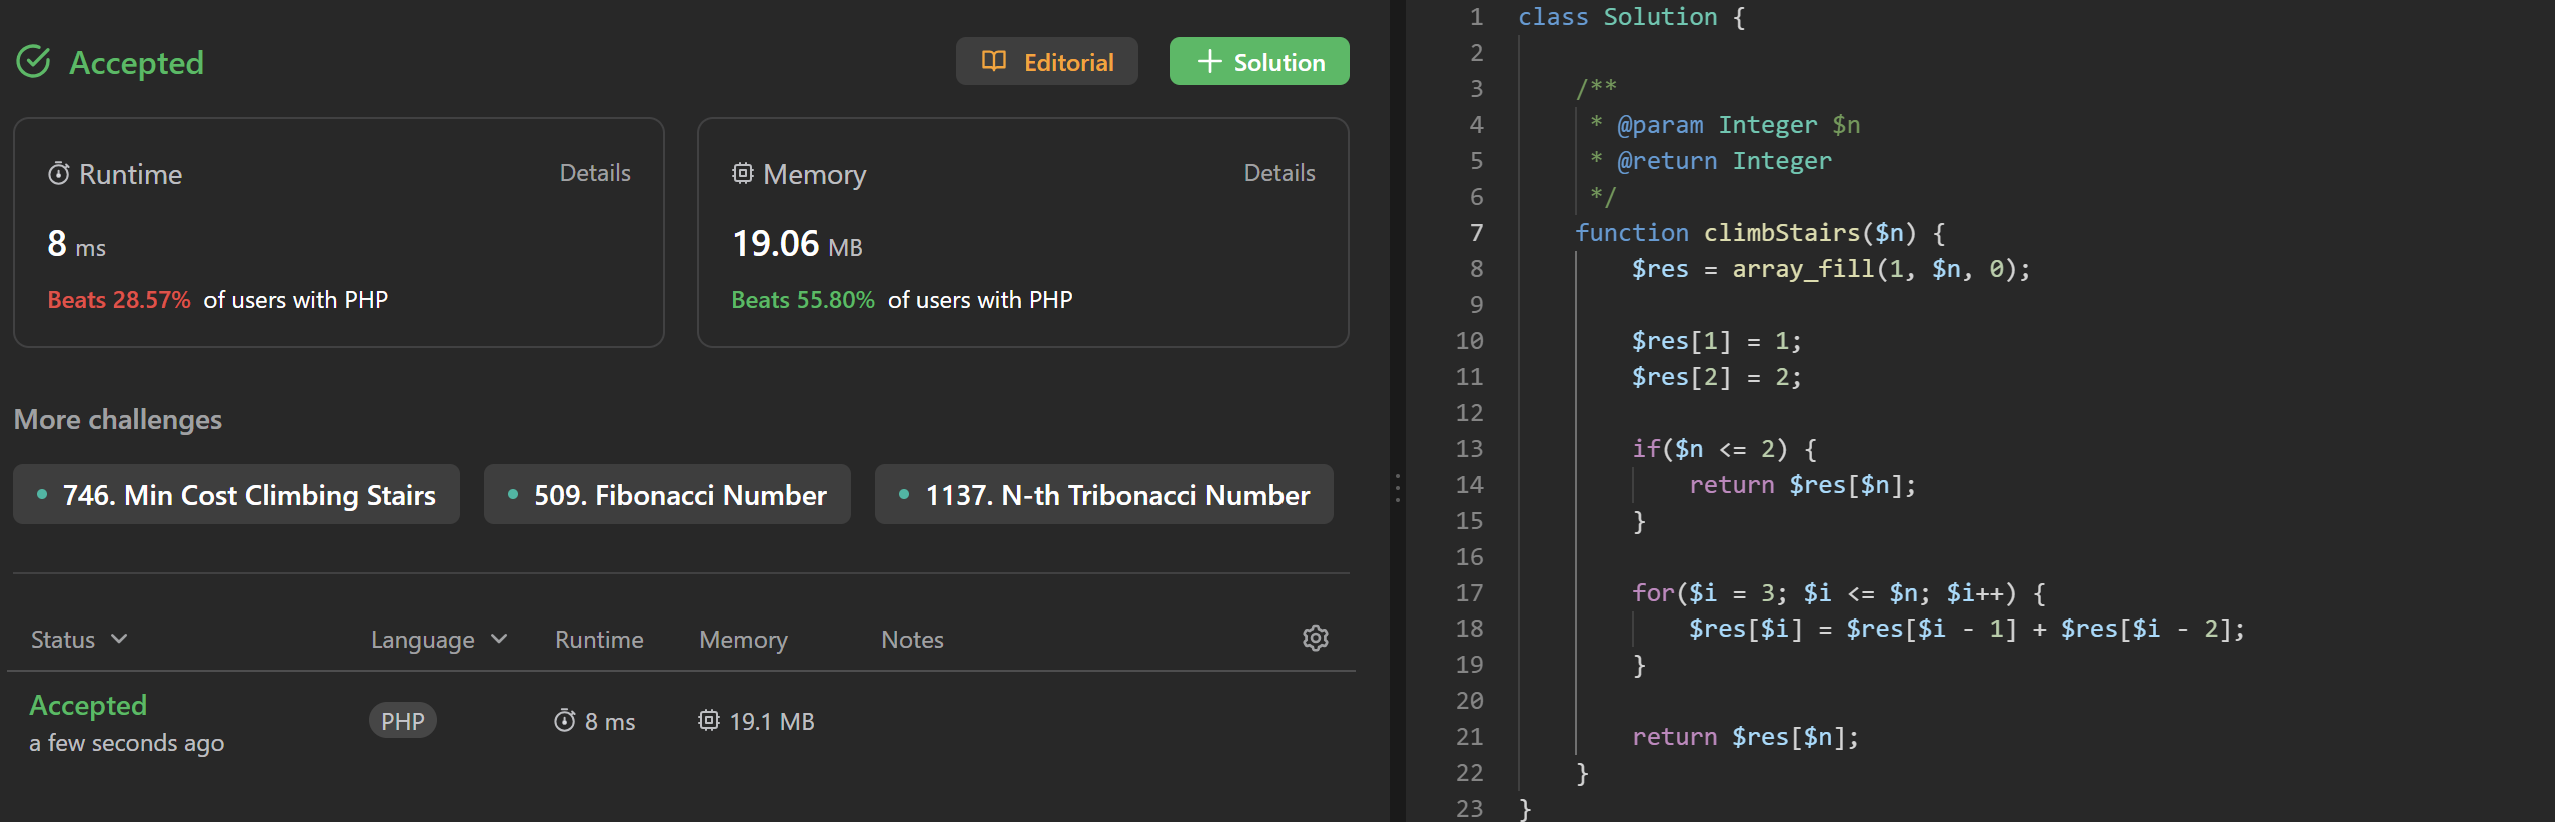 Accepted
Editorial
+ Solution
Runtime
Details
8 ms
Beats 28.57% of users with PHP
Memory
Details
19.06 MB
Beats 55.80% of users with PHP
More challenges
746. Min Cost Climbing Stairs
509. Fibonacci Number
1137. N-th Tribonacci Number
Status Language Runtime Memory Notes
Accepted
a few seconds ago
PHP
8 ms
19.1 MB
1 class Solution {
2
3     /**
4      * @param Integer $n
5      * @return Integer
6      */
7     function climbStairs($n) {
8         $res = array_fill(1, $n, 0);
9
10         $res[1] = 1;
11         $res[2] = 2;
12
13         if($n <= 2) {
14             return $res[$n];
15         }
16
17         for($i = 3; $i <= $n; $i++) {
18             $res[$i] = $res[$i - 1] + $res[$i - 2];
19         }
20
21         return $res[$n];
22     }
23 }